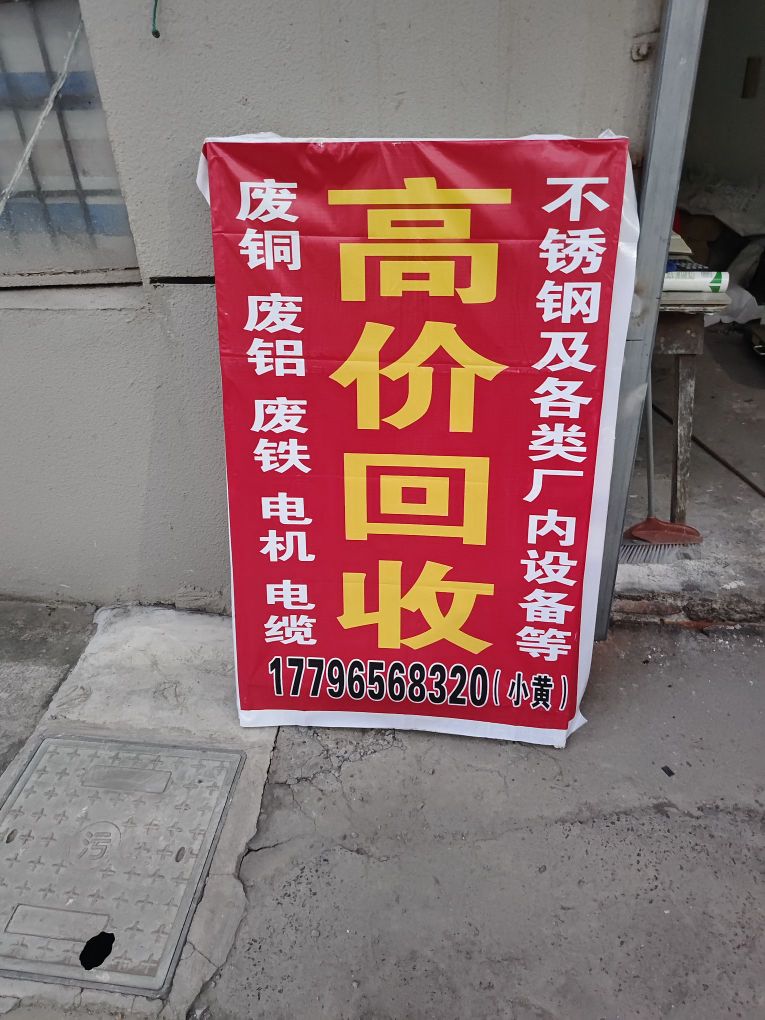 高价回收
废铜 废铝 废铁 电机 电缆
不锈钢及各类厂内设备等
17796568320(小黄)
污